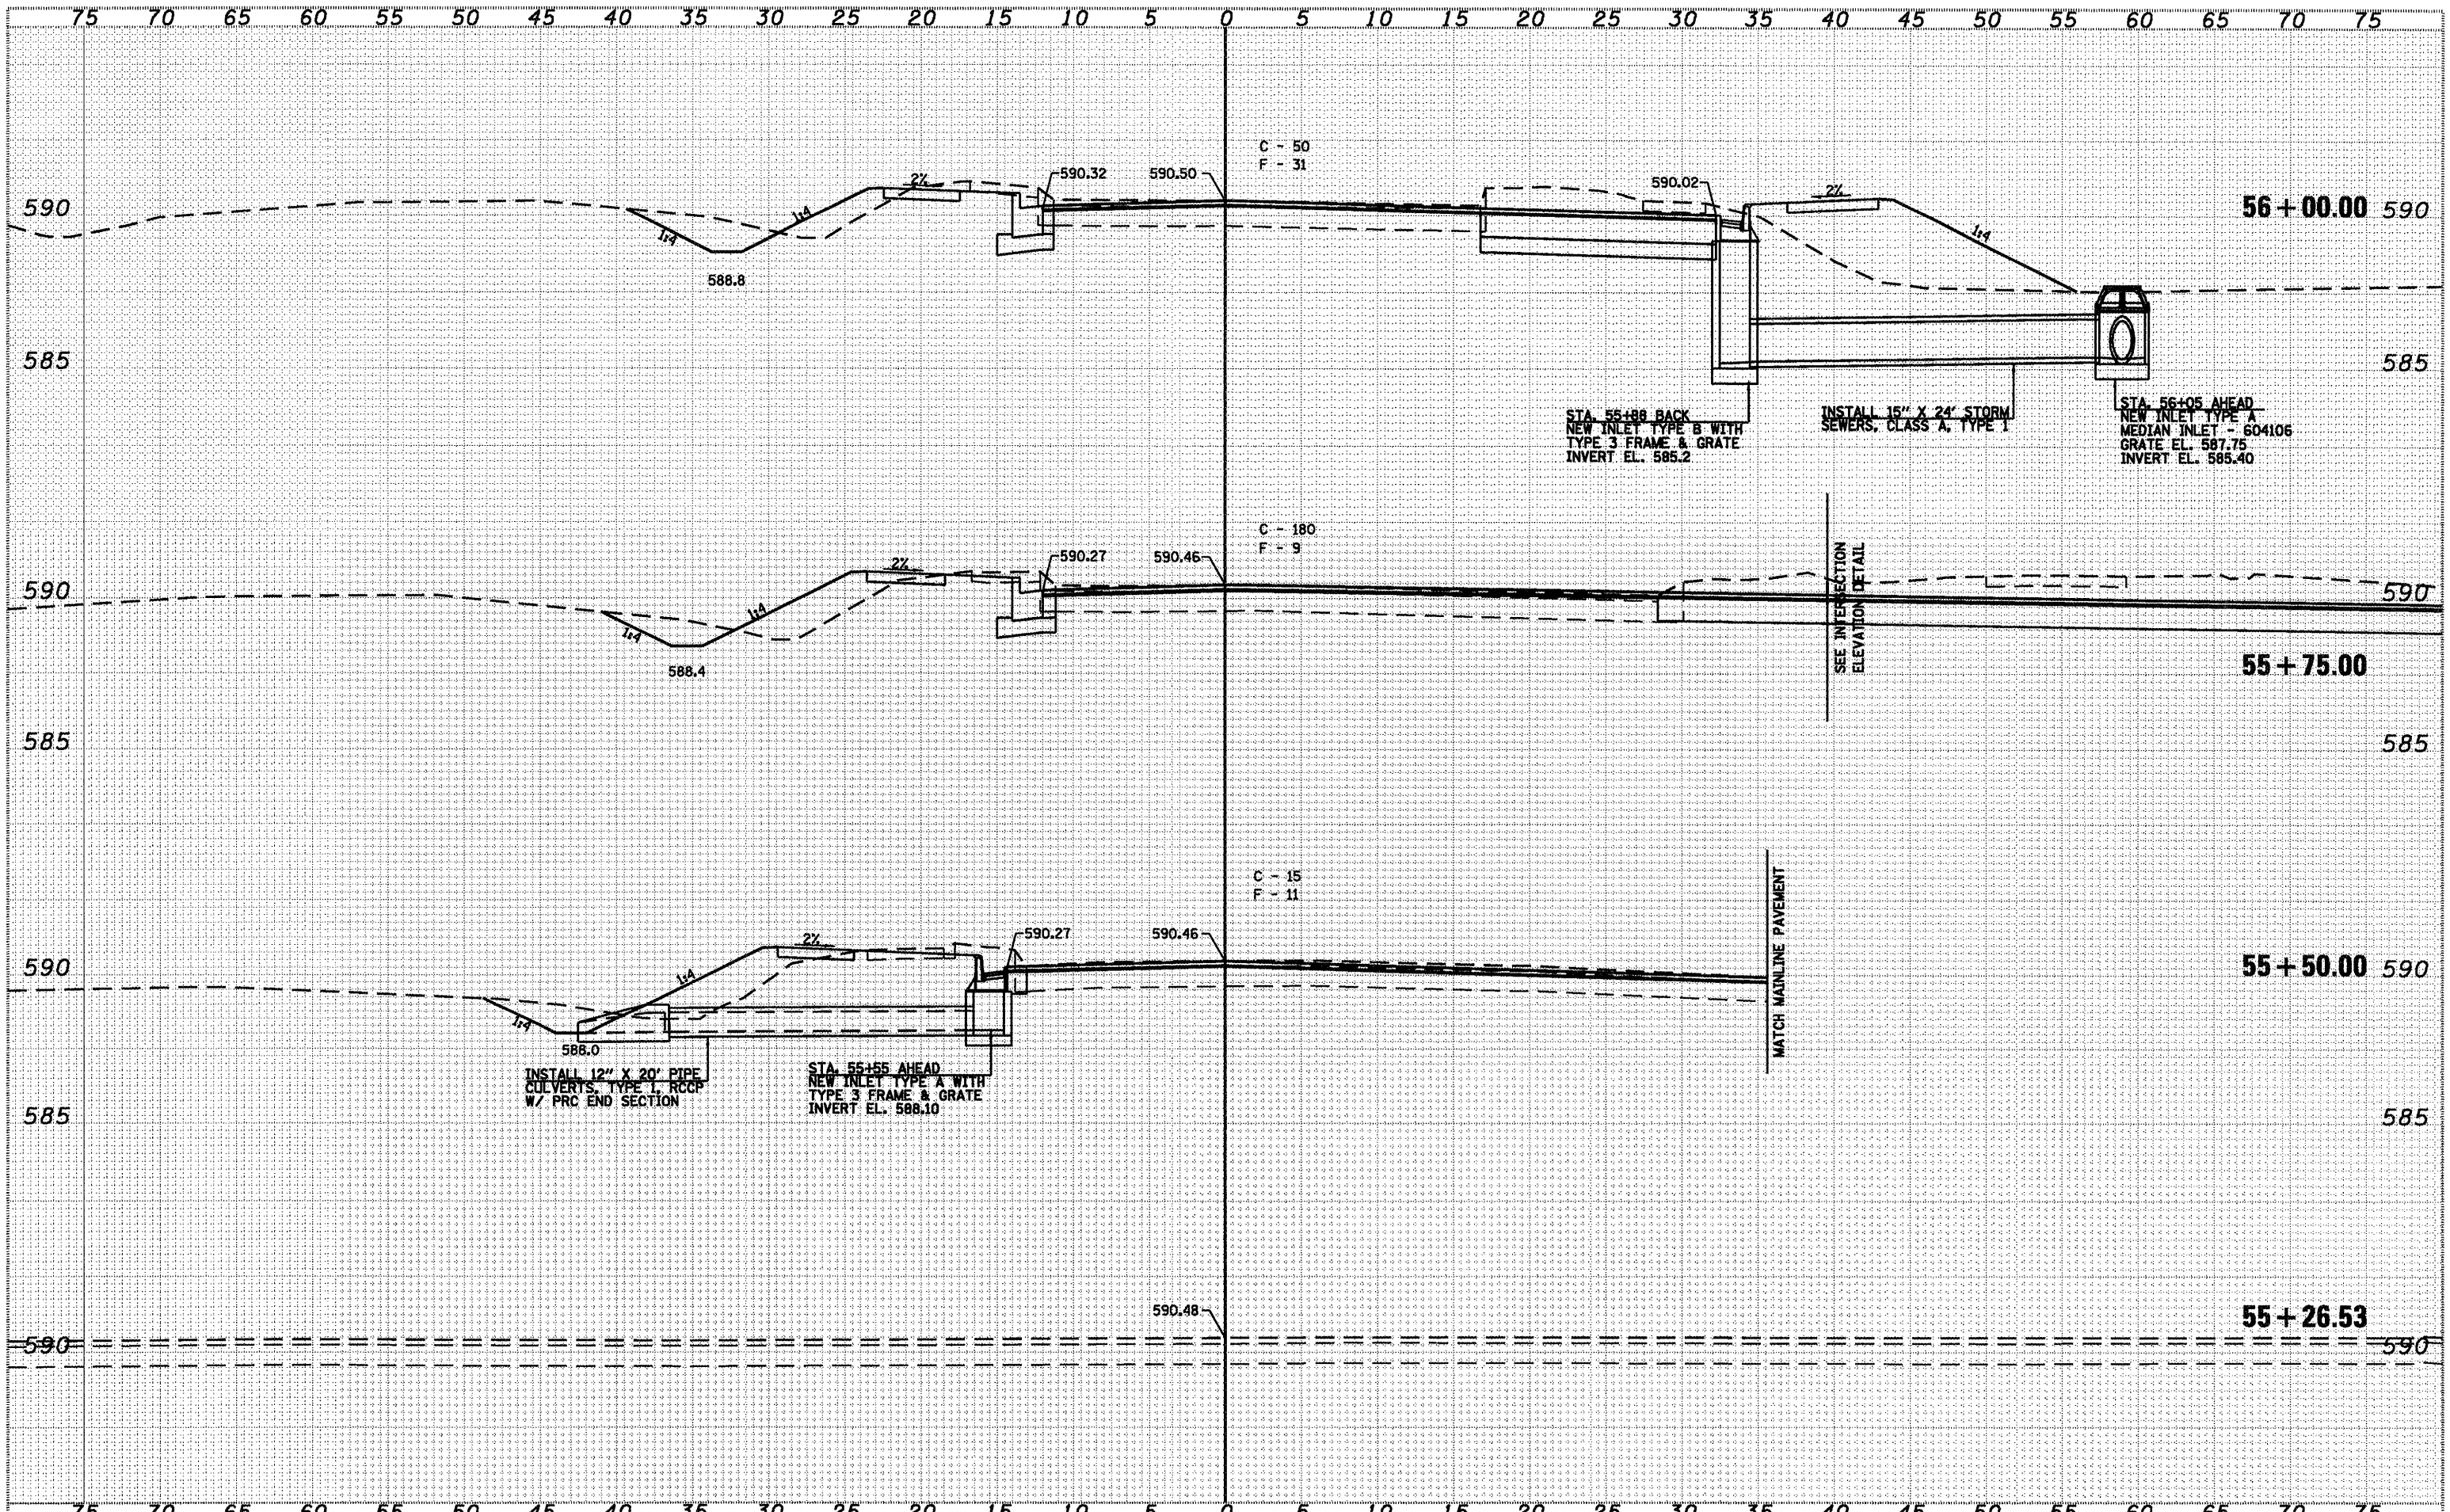 75 70 65 60 55 50 45 40 35 30 25 20 15 10 5 0 5 10 15 20 25 30 35 40 45 50 55 60 65 70 75
C - 50
F - 31
590.32
590.50
590.02
2%
2%
590
1:4
1:4
1:4
56+00.00 590
588.8
585
585
STA. 55+88 BACK
NEW INLET TYPE B WITH
TYPE 3 FRAME & GRATE
INVERT EL. 585.2
INSTALL 15" X 24' STORM
SEWERS, CLASS A, TYPE 1
STA. 56+05 AHEAD
NEW INLET TYPE A
MEDIAN INLET - 604106
GRATE EL. 587.75
INVERT EL. 585.40
C - 180
F - 9
590.27
590.46
2%
590
1:4
1:4
590
588.4
SEE INTERSECTION
ELEVATION DETAIL
55+75.00
585
585
C - 15
F - 11
590.27
590.46
2%
590
1:4
1:4
55+50.00 590
588.0
MATCH MAINLINE PAVEMENT
INSTALL 12" X 20' PIPE
CULVERTS, TYPE 1, RCCP
W/ PRC END SECTION
STA. 55+55 AHEAD
NEW INLET TYPE A WITH
TYPE 3 FRAME & GRATE
INVERT EL. 588.10
585
585
590.48
55+26.53
590
590
75 70 65 60 55 50 45 40 35 30 25 20 15 10 5 0 5 10 15 20 25 30 35 40 45 50 55 60 65 70 75